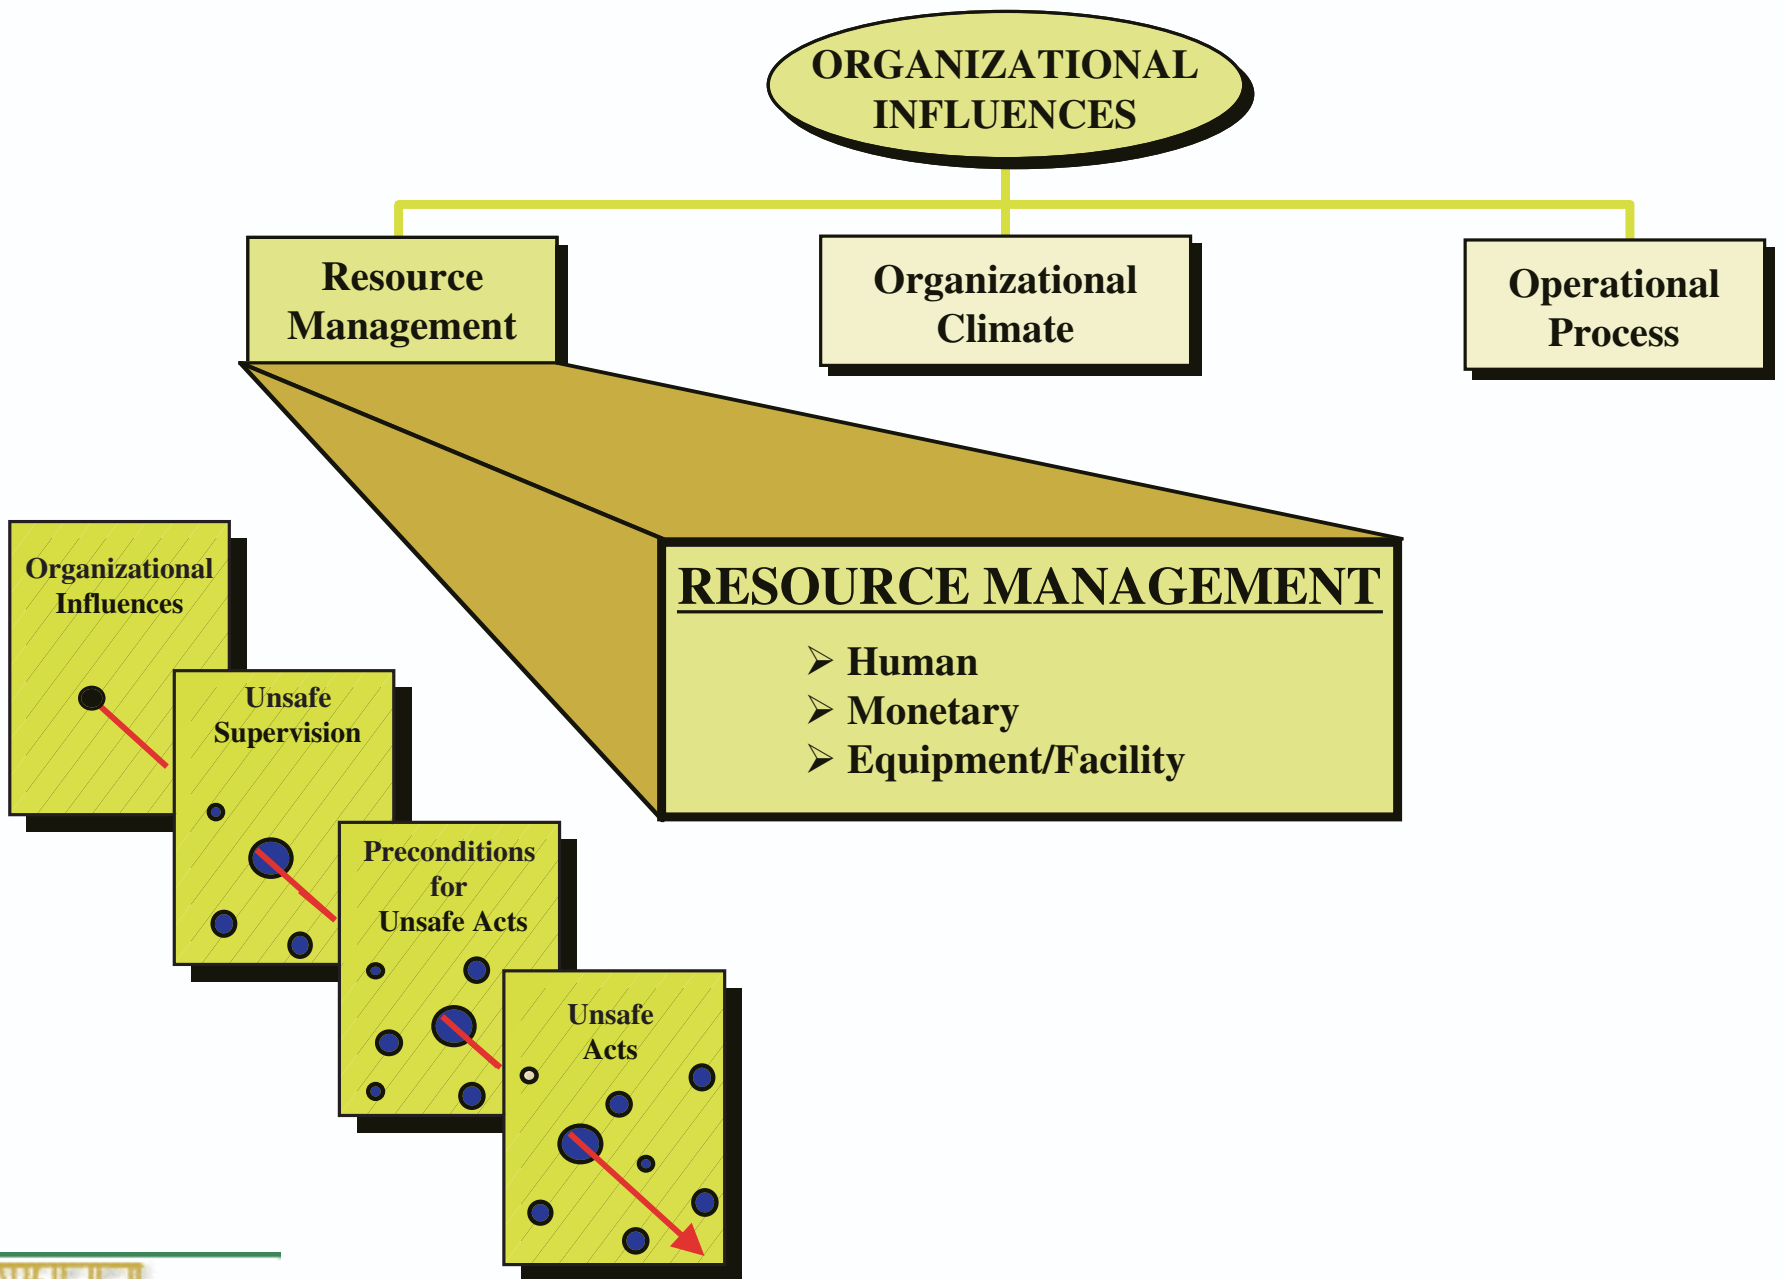 ORGANIZATIONAL
INFLUENCES
Resource
Management
Organizational
Climate
Operational
Process
RESOURCE MANAGEMENT
➢ Human
➢ Monetary
➢ Equipment/Facility
Organizational
Influences
Unsafe
Supervision
Preconditions
for
Unsafe Acts
Unsafe
Acts